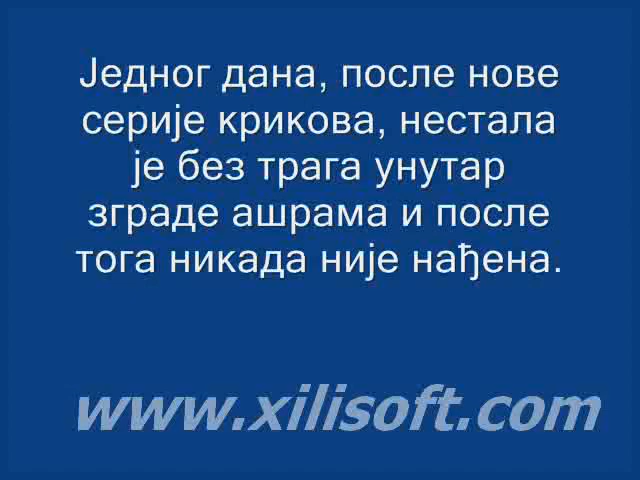 Једног дана, после нове
серије крикова, нестала
је без трага унутар
зграде ашрама и после
тога никада није нађена.
www.xilisoft.com